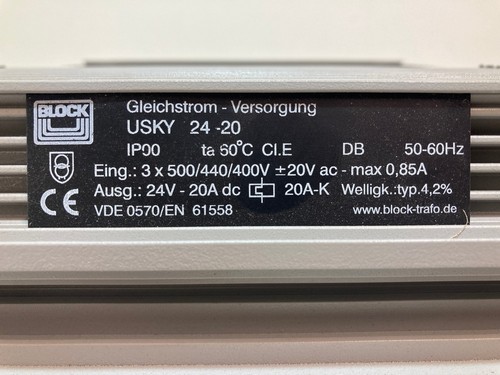 BLOCK
Gleichstrom - Versorgung
USKY 24 -20
IP00 ta 60°C Cl.E DB 50-60Hz
Eing.: 3 x 500/440/400V ±20V ac - max 0,85A
Ausg.: 24V - 20A dc 20A-K Welligk.:typ.4,2%
CE VDE 0570/EN 61558 www.block-trafo.de